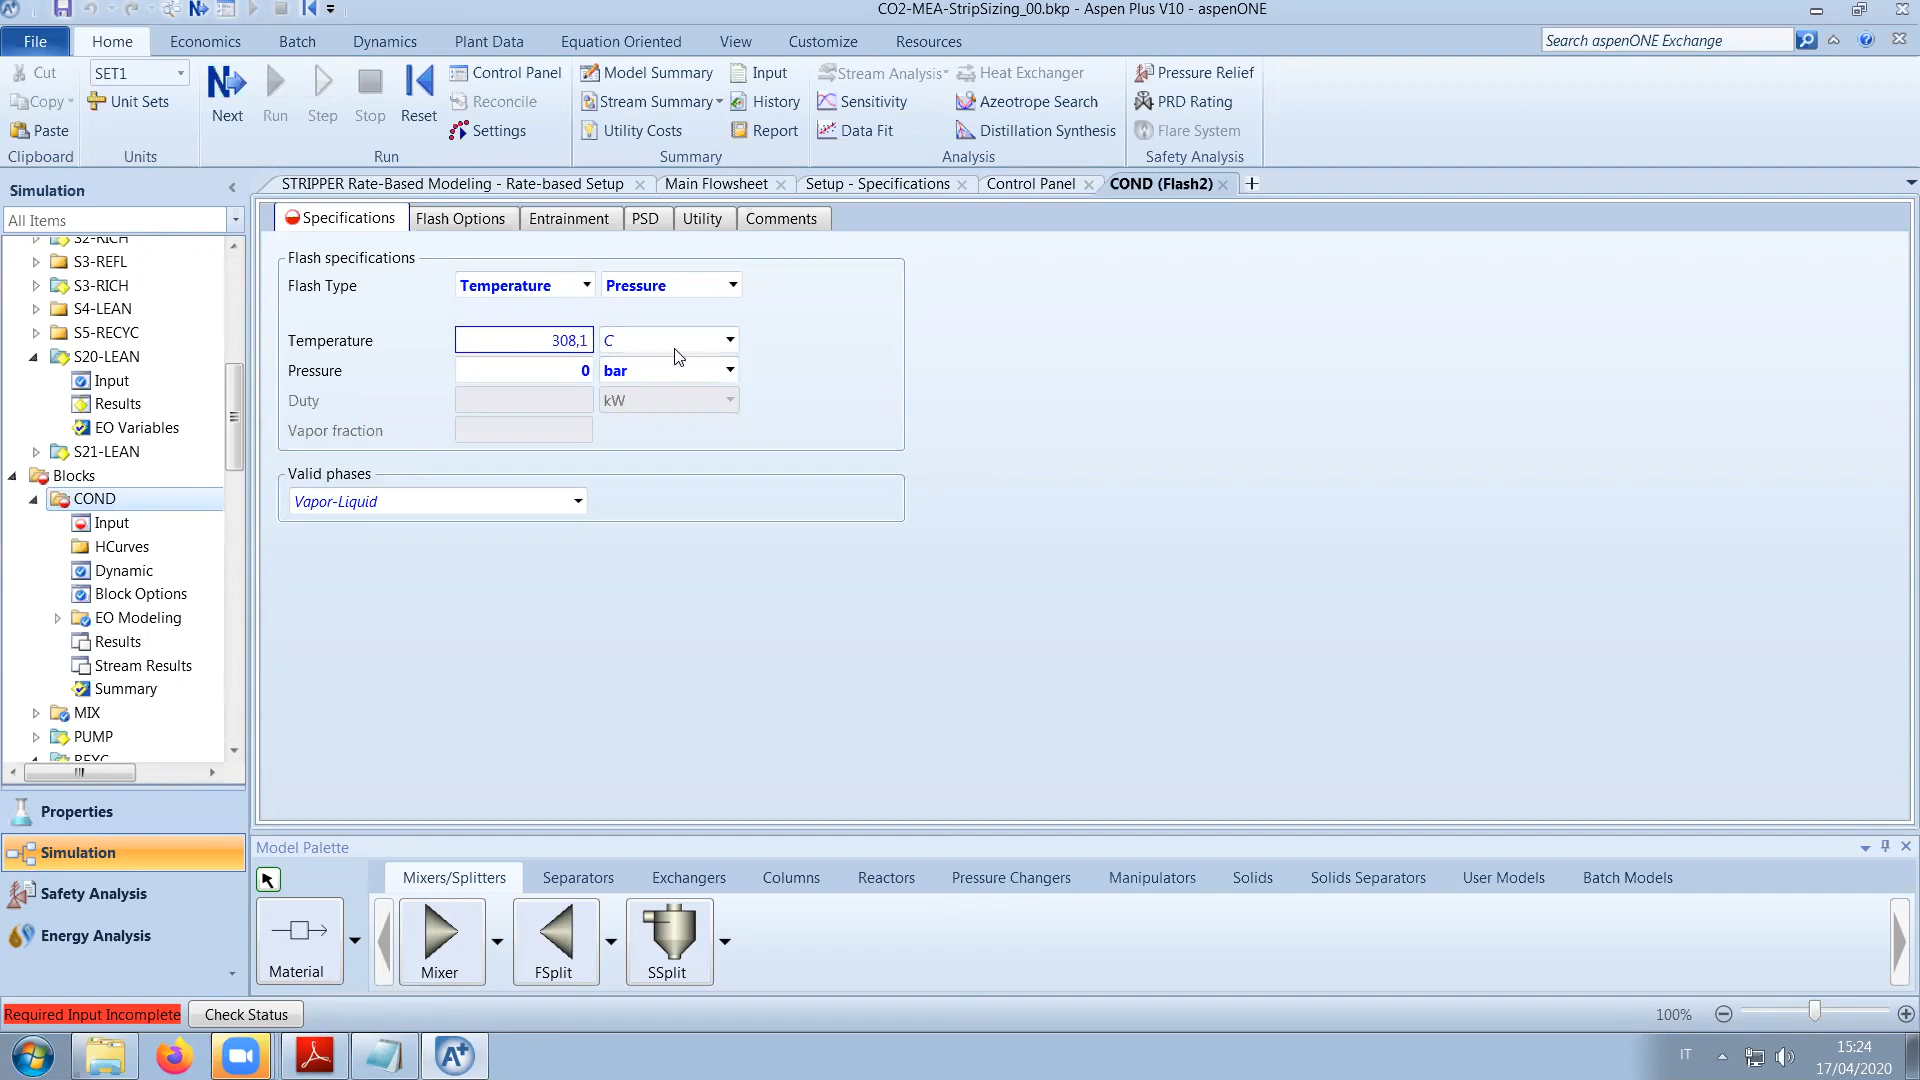 CO2-MEA-StripSizing_00.bkp - Aspen Plus V10 - aspenONE
File
Home
Economics
Batch
Dynamics
Plant Data
Equation Oriented
View
Customize
Resources
Search aspenONE Exchange
Cut
Copy
Paste
Clipboard
SET1
Unit Sets
Units
Next
Run
Step
Stop
Reset
Control Panel
Reconcile
Settings
Run
Model Summary
Stream Summary
Utility Costs
Input
History
Report
Summary
Stream Analysis
Sensitivity
Data Fit
Heat Exchanger
Azeotrope Search
Distillation Synthesis
Analysis
Pressure Relief
PRD Rating
Flare System
Safety Analysis
Simulation
All Items
S2-RICH
S3-REFL
S3-RICH
S4-LEAN
S5-RECYC
S20-LEAN
Input
Results
EO Variables
S21-LEAN
Blocks
COND
Input
HCurves
Dynamic
Block Options
EO Modeling
Results
Stream Results
Summary
MIX
PUMP
Properties
Simulation
Safety Analysis
Energy Analysis
STRIPPER Rate-Based Modeling - Rate-based Setup
Main Flowsheet
Setup - Specifications
Control Panel
COND (Flash2)
Specifications
Flash Options
Entrainment
PSD
Utility
Comments
Flash specifications
Flash Type
Temperature
Pressure
Temperature
308,1
C
Pressure
0
bar
Duty
kW
Vapor fraction
Valid phases
Vapor-Liquid
Model Palette
Mixers/Splitters
Separators
Exchangers
Columns
Reactors
Pressure Changers
Manipulators
Solids
Solids Separators
User Models
Batch Models
Material
Mixer
FSplit
SSplit
Required Input Incomplete
Check Status
100%
IT
15:24
17/04/2020